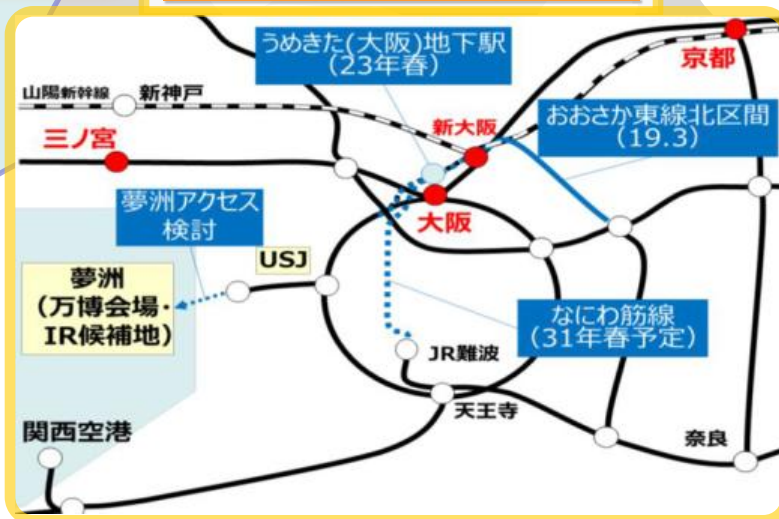 うめきた(大阪)地下駅
(23年春)
京都
山陽新幹線
新神戸
おおさか東線北区間
(19.3)
新大阪
三ノ宮
夢洲アクセス
検討
大阪
USJ
夢洲
(万博会場・
IR候補地)
なにわ筋線
(31年春予定)
JR難波
天王寺
関西空港
奈良